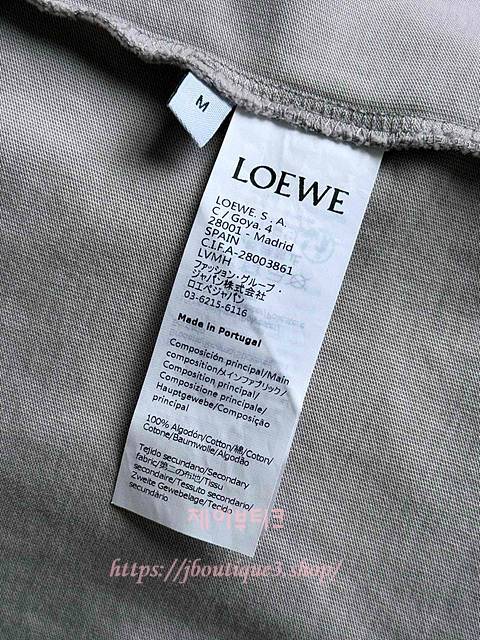 M
LOEWE
LOEWE. S. A.
C / Goya. 4
28001 - Madrid
SPAIN
C.I.F.A-28003861
LVMH
ファッション・グループ・
ジャパン株式会社
ロエベジャパン
03-6215-6116
Made in Portugal
Composición principal/Main
composition/メインファブリック/
Composition principal/
Composizione principale/
Hauptgewebe/Composição
principal
100% Algodón/Cotton/綿/Coton/
Cotone/Baumwolle/Algodão
Tejido secundario/Secondary
fabric/第二の布地/Tissu
secondaire/Tessuto secondario/
Zweite Gewebelage/Tecido
secundário
제이부티크
https://jboutique3.shop/